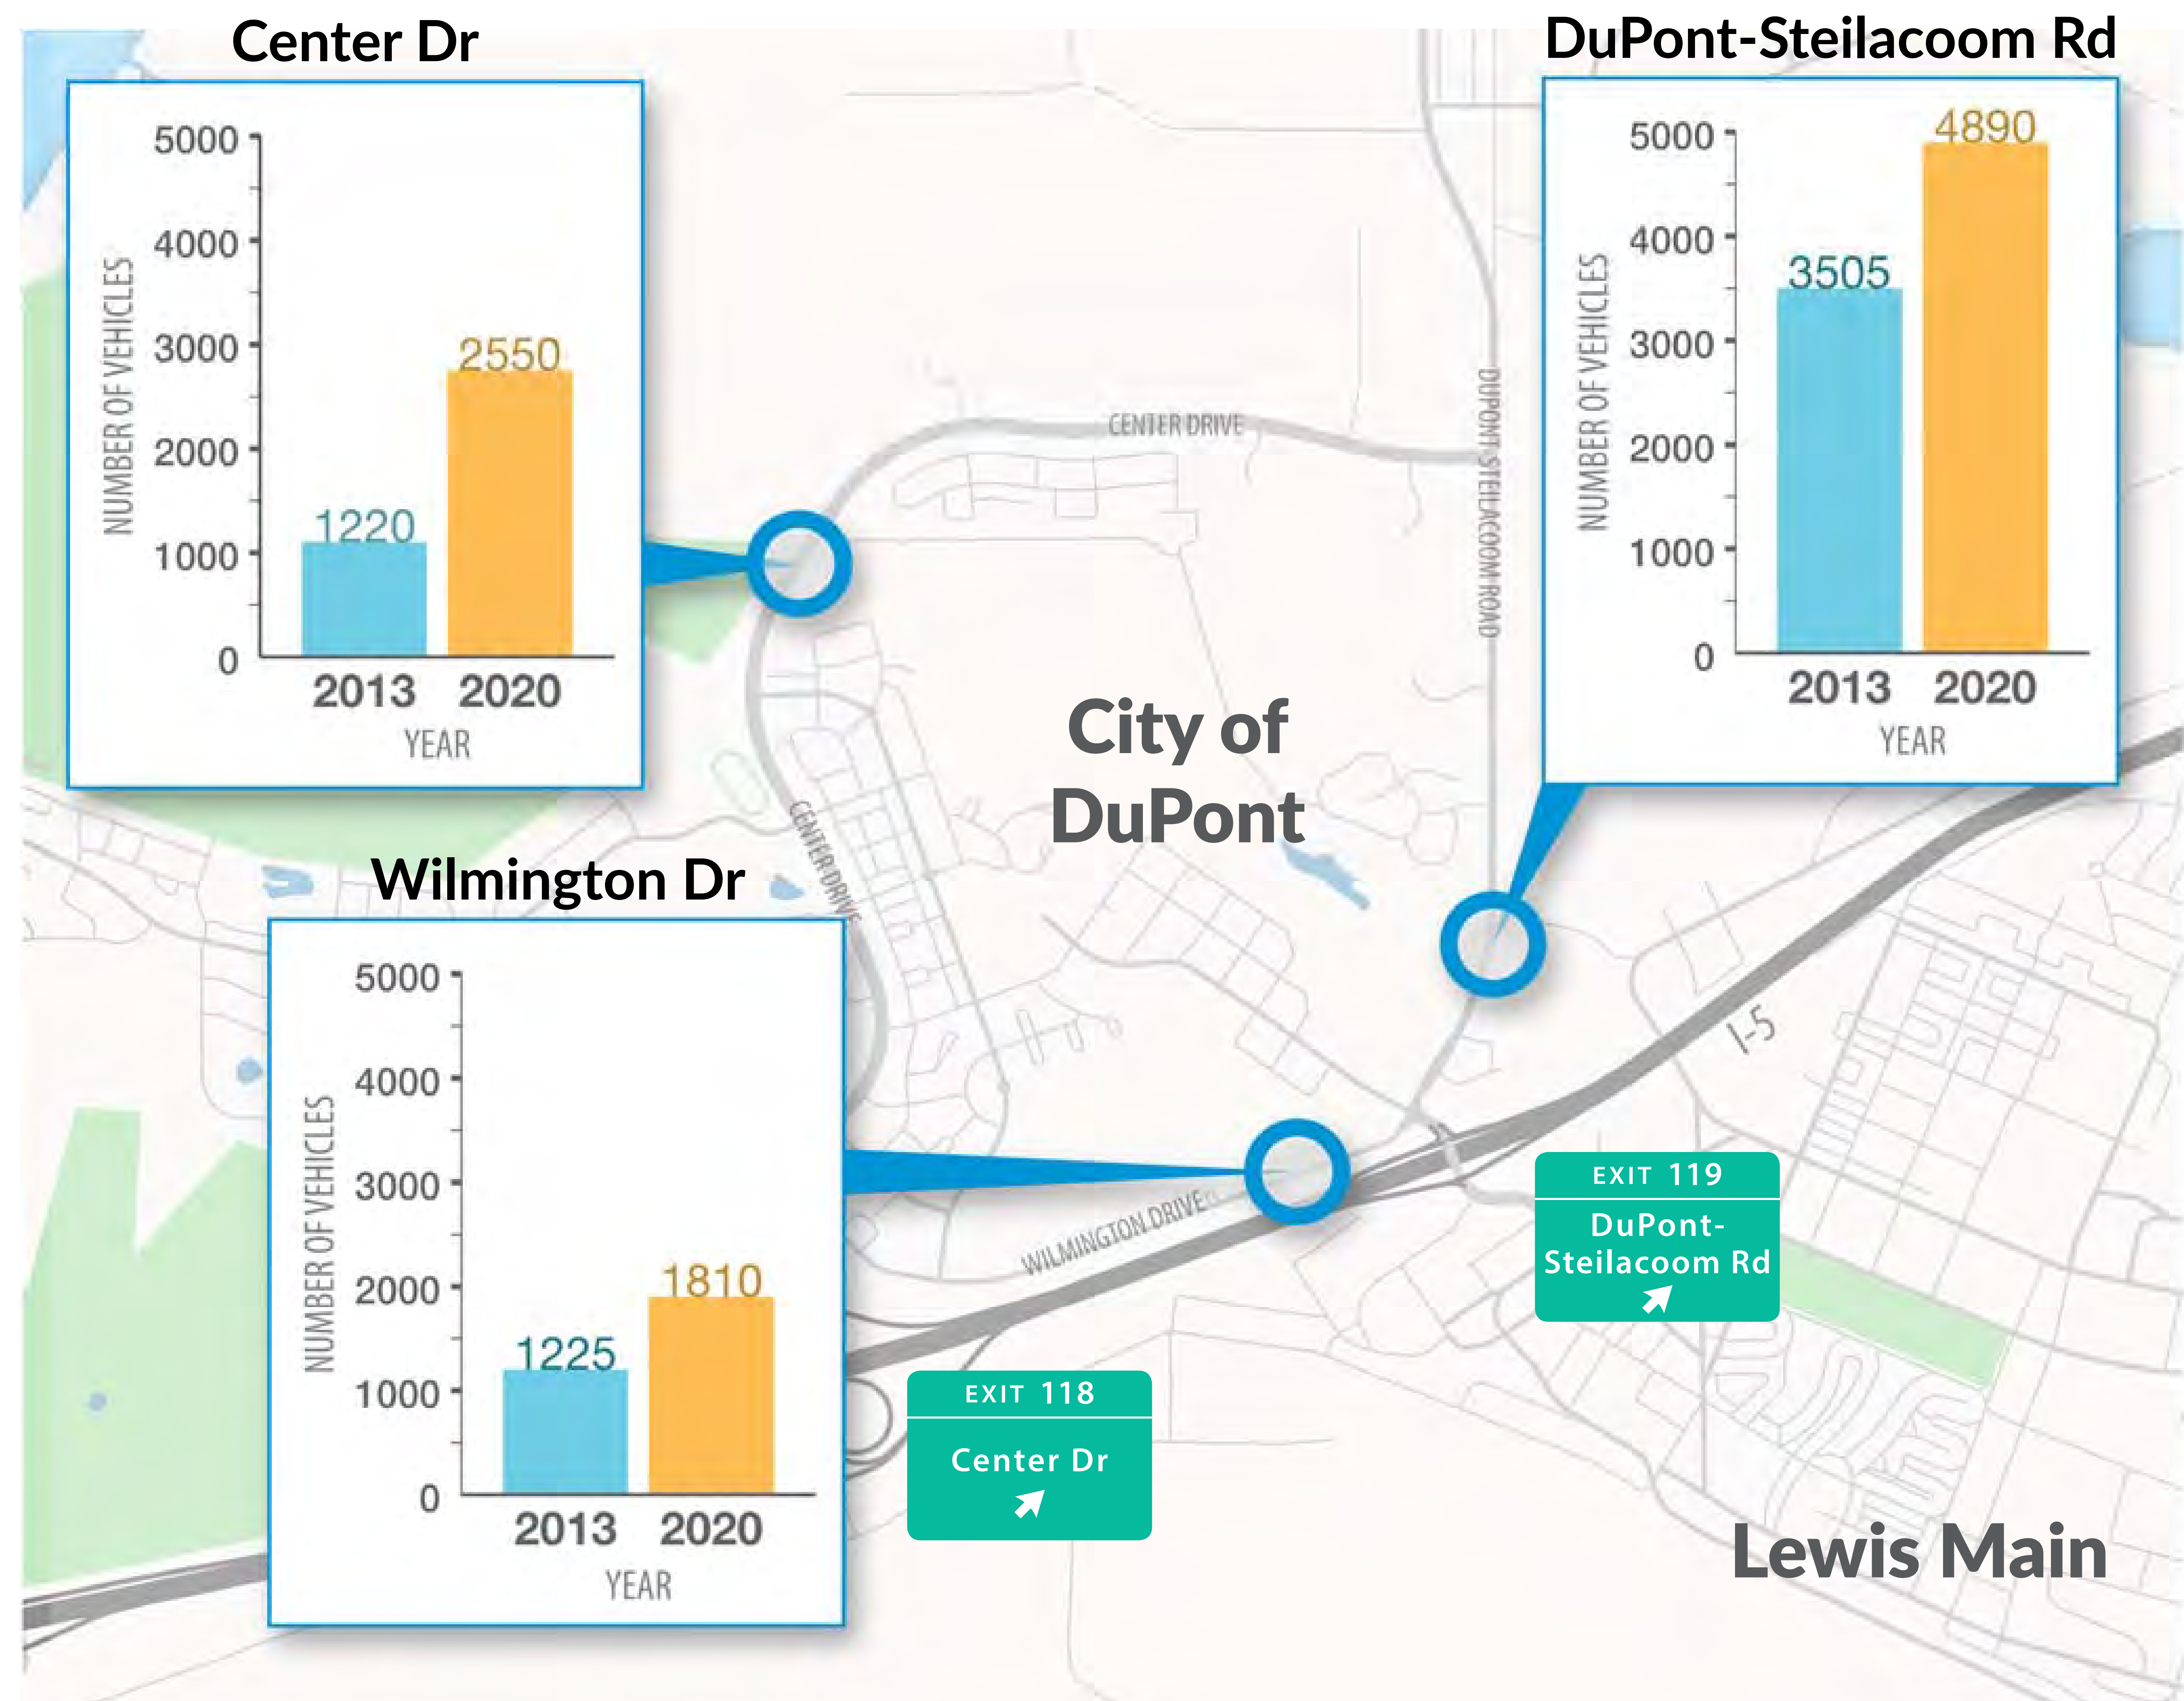 Center Dr
5000
4000
3000
2000
1000
0
NUMBER OF VEHICLES
1220
2550
2013 2020
YEAR
DuPont-Steilacoom Rd
5000
4000
3000
2000
1000
0
NUMBER OF VEHICLES
3505
4890
2013 2020
YEAR
CENTER DRIVE
DUPONT-STEILACOOM ROAD
City of
DuPont
CENTER DRIVE
Wilmington Dr
5000
4000
3000
2000
1000
0
NUMBER OF VEHICLES
1225
1810
2013 2020
YEAR
I-5
WILMINGTON DRIVE
EXIT 119
DuPont-
Steilacoom Rd
EXIT 118
Center Dr
Lewis Main